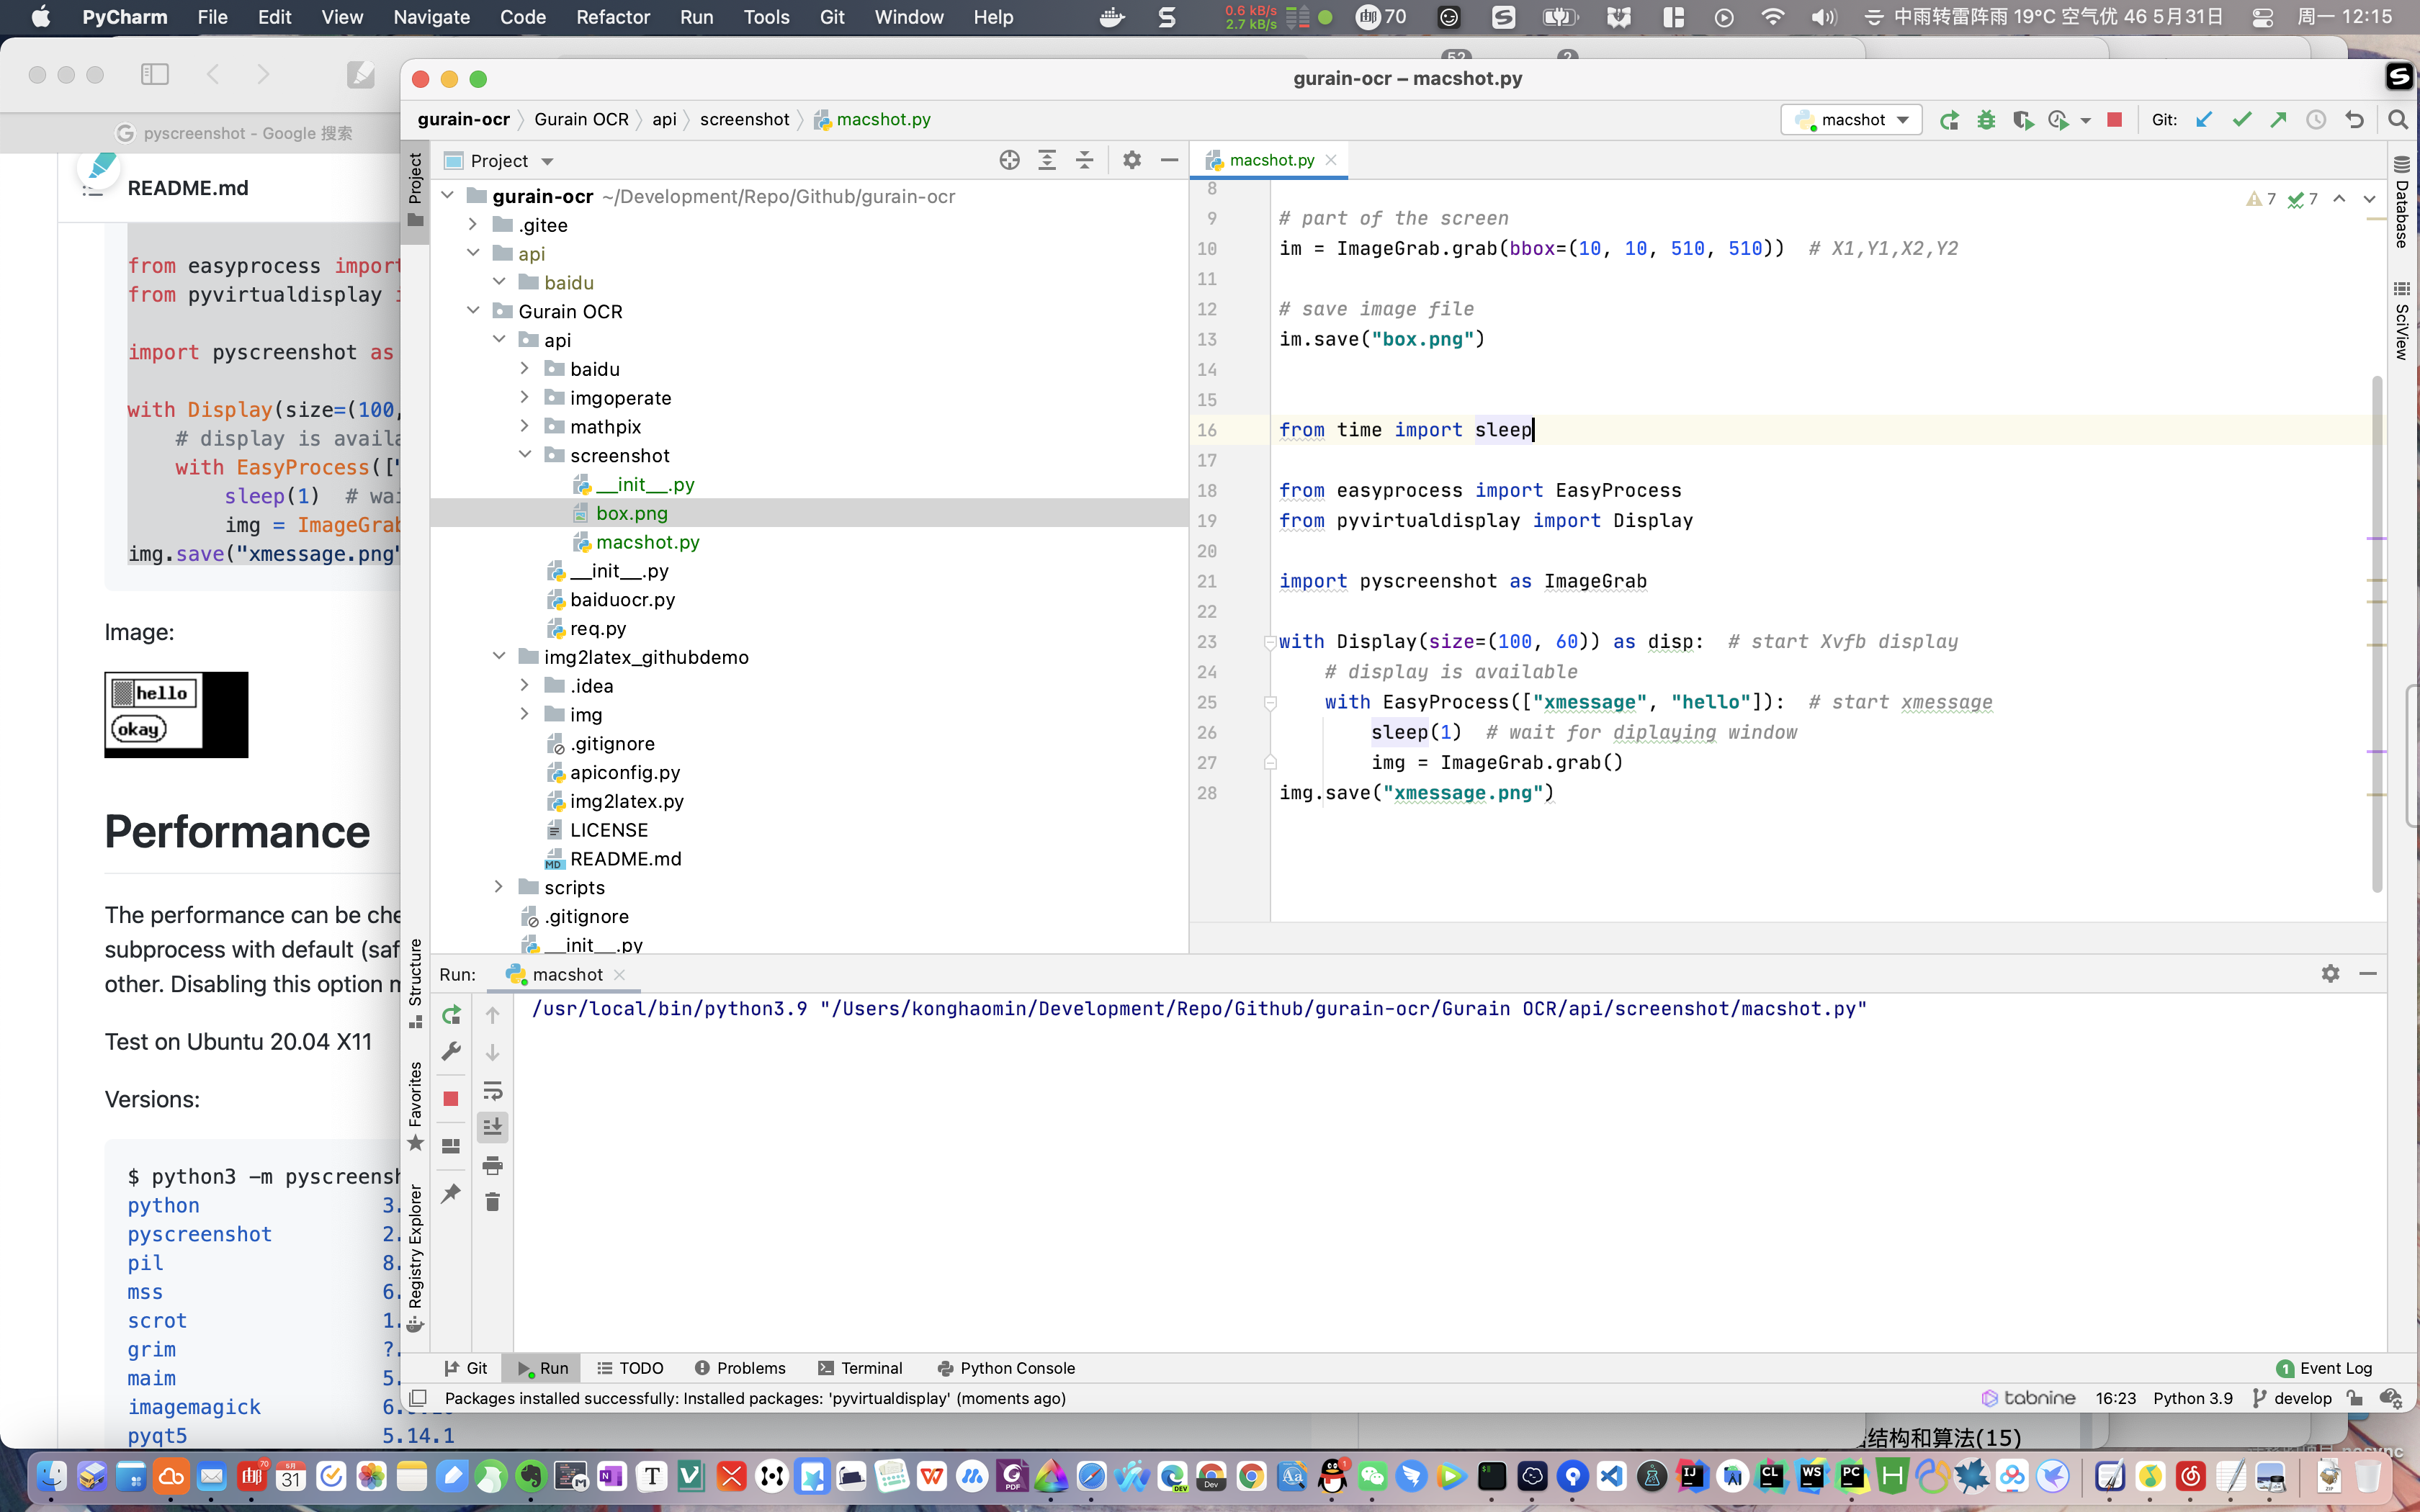 PyCharm File Edit View Navigate Code Refactor Run Tools Git Window Help
0.6 kB/s
2.7 kB/s
70
中雨转雷阵雨 19°C 空气优 46 5月31日
周一 12:15
pyscreenshot - Google 搜索
README.md
from easyprocess import
from pyvirtualdisplay
import pyscreenshot as
with Display(size=(100,
# display is availa
with EasyProcess(["
sleep(1) # wai
img = ImageGrab
img.save("xmessage.png"
Image:
hello
okay
Performance
The performance can be che
subprocess with default (saf
other. Disabling this option m
Test on Ubuntu 20.04 X11
Versions:
$ python3 -m pyscreensh
python 3.
pyscreenshot 2.
pil 8.
mss 6.
scrot 1.
grim ?.
maim 5.
imagemagick 6.
pyqt5 5.14.1
gurain-ocr – macshot.py
gurain-ocr Gurain OCR api screenshot macshot.py
macshot
Git:
Project
gurain-ocr ~/Development/Repo/Github/gurain-ocr
.gitee
api
baidu
Gurain OCR
api
baidu
imgoperate
mathpix
screenshot
__init__.py
box.png
macshot.py
__init__.py
baiduocr.py
req.py
img2latex_githubdemo
.idea
img
.gitignore
apiconfig.py
img2latex.py
LICENSE
README.md
scripts
.gitignore
__init__.py
Project
Structure
Favorites
Registry Explorer
macshot.py
7 7
8
9 # part of the screen
10 im = ImageGrab.grab(bbox=(10, 10, 510, 510))  # X1,Y1,X2,Y2
11
12 # save image file
13 im.save("box.png")
14
15
16 from time import sleep
17
18 from easyprocess import EasyProcess
19 from pyvirtualdisplay import Display
20
21 import pyscreenshot as ImageGrab
22
23 with Display(size=(100, 60)) as disp:  # start Xvfb display
24     # display is available
25     with EasyProcess(["xmessage", "hello"]):  # start xmessage
26         sleep(1)  # wait for diplaying window
27         img = ImageGrab.grab()
28 img.save("xmessage.png")
Database
SciView
Run: macshot
/usr/local/bin/python3.9 "/Users/konghaomin/Development/Repo/Github/gurain-ocr/Gurain OCR/api/screenshot/macshot.py"
Git Run TODO Problems Terminal Python Console
1 Event Log
Packages installed successfully: Installed packages: 'pyvirtualdisplay' (moments ago)
tabnine 16:23 Python 3.9 develop
结构和算法(15)